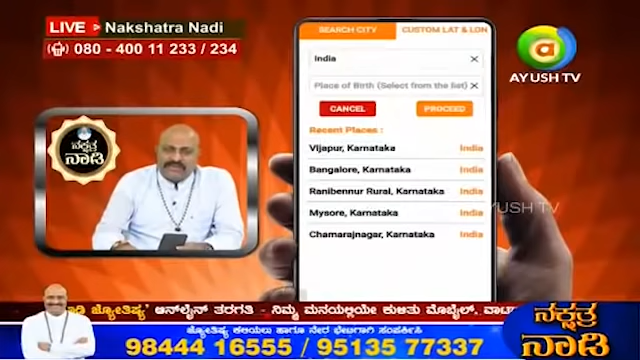 LIVE Nakshatra Nadi
080 - 400 11 233 / 234
SEARCH CITY
CUSTOM LAT & LON
India
Place of Birth (Select from the list)
CANCEL
PROCEED
Recent Places :
Vijapur, Karnataka India
Bangalore, Karnataka India
Ranibennur Rural, Karnataka India
Mysore, Karnataka India
Chamarajnagar, Karnataka India
a
AYUSH TV
AYUSH TV
ನಕ್ಷತ್ರ
ನಾಡಿ
ಜ್ಯೋತಿಷ್ಯ' ಆನ್‌ಲೈನ್ ತರಗತಿ - ನಿಮ್ಮ ಮನೆಯಲ್ಲಿಯೇ ಕುಳಿತು ಮೊಬೈಲ್,
ಜ್ಯೋತಿಷ್ಯ ಕಲಿಯಲು ಹಾಗೂ ನೇರ ಭೇಟಿಗಾಗಿ ಸಂಪರ್ಕಿಸಿ
98444 16555 / 95135 77337
ನಕ್ಷತ್ರ
ನಾಡಿ